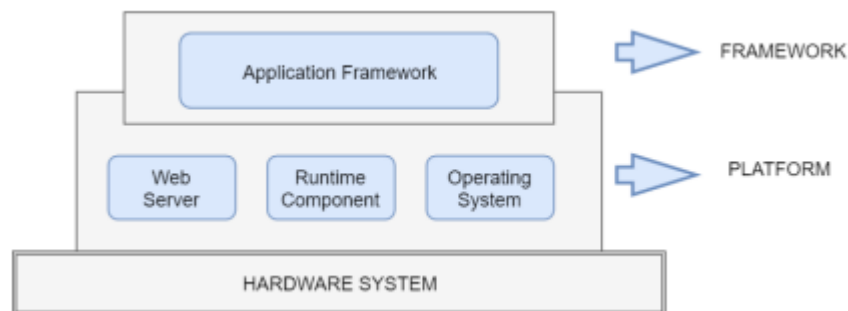 Application Framework
FRAMEWORK
Web
Server
Runtime
Component
Operating
System
PLATFORM
HARDWARE SYSTEM